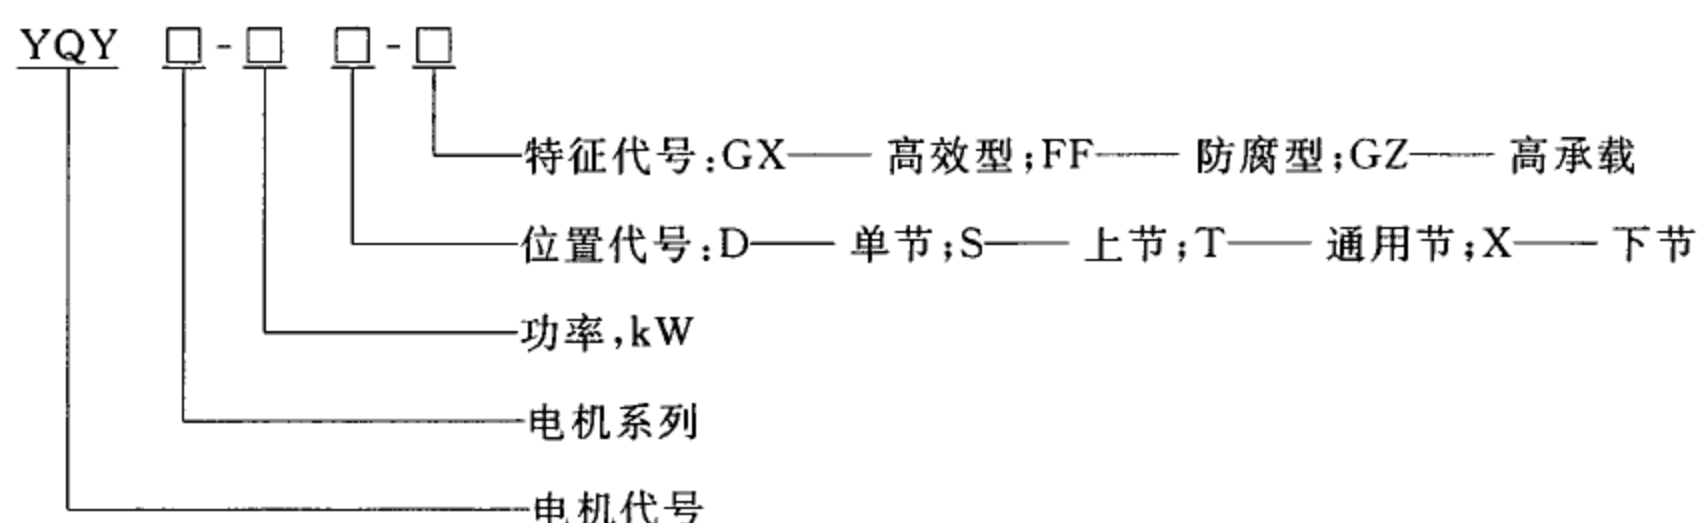 YQY □-□ □-□
特征代号:GX—— 高效型;FF—— 防腐型;GZ—— 高承载
位置代号:D—— 单节;S—— 上节;T—— 通用节;X—— 下节
功率,kW
电机系列
电机代号